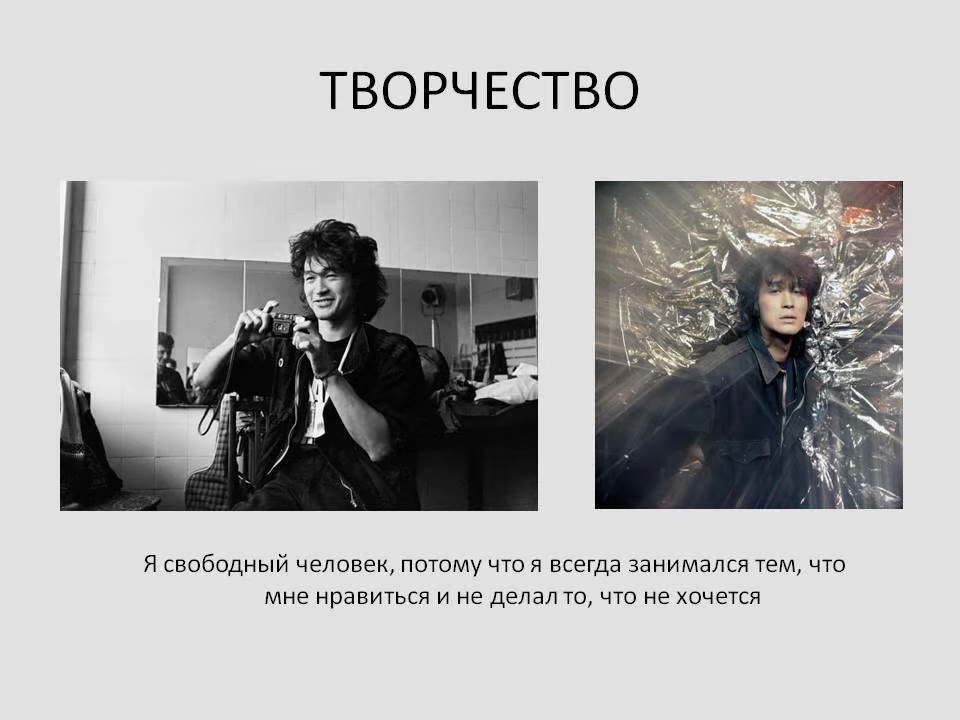 ТВОРЧЕСТВО
Я свободный человек, потому что я всегда занимался тем, что
мне нравиться и не делал то, что не хочется